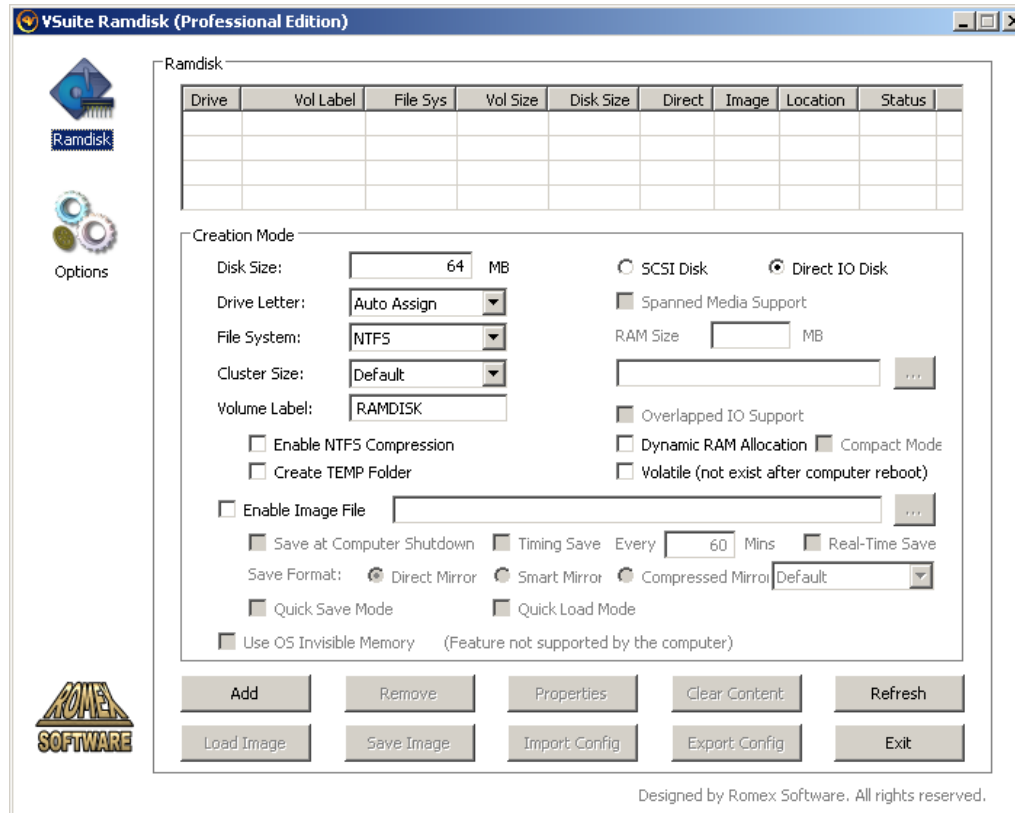 VSuite Ramdisk (Professional Edition)
Ramdisk
Options
Ramdisk
Drive Vol Label File Sys Vol Size Disk Size Direct Image Location Status
Creation Mode
Disk Size: 64 MB SCSI Disk Direct IO Disk
Drive Letter: Auto Assign Spanned Media Support
File System: NTFS RAM Size MB
Cluster Size: Default ...
Volume Label: RAMDISK Overlapped IO Support
Enable NTFS Compression Dynamic RAM Allocation Compact Mode
Create TEMP Folder Volatile (not exist after computer reboot)
Enable Image File ...
Save at Computer Shutdown Timing Save Every 60 Mins Real-Time Save
Save Format: Direct Mirror Smart Mirror Compressed Mirror Default
Quick Save Mode Quick Load Mode
Use OS Invisible Memory (Feature not supported by the computer)
Add Remove Properties Clear Content Refresh
Load Image Save Image Import Config Export Config Exit
ROMEX
SOFTWARE
Designed by Romex Software. All rights reserved.